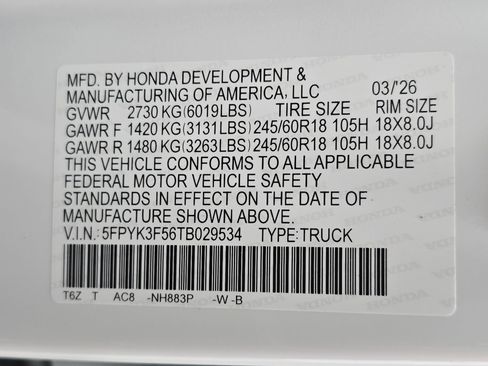 MFD. BY HONDA DEVELOPMENT &
MANUFACTURING OF AMERICA, LLC 03/'26
GVWR 2730 KG(6019LBS) TIRE SIZE RIM SIZE
GAWR F 1420 KG(3131LBS) 245/60R18 105H 18X8.0J
GAWR R 1480 KG(3263LBS) 245/60R18 105H 18X8.0J
THIS VEHICLE CONFORMS TO ALL APPLICABLE
FEDERAL MOTOR VEHICLE SAFETY
STANDARDS IN EFFECT ON THE DATE OF
MANUFACTURE SHOWN ABOVE.
V.I.N.: 5FPYK3F56TB029534 TYPE:TRUCK
T6Z T AC8 -NH883P -W -B